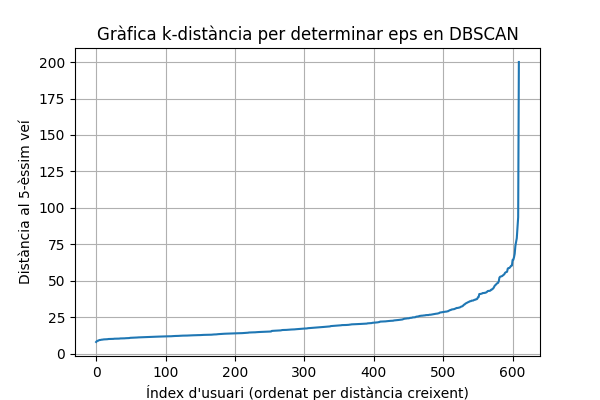 Gràfica k-distància per determinar eps en DBSCAN
200
175
150
125
100
75
50
25
0
Distància al 5-èssim veí
0 100 200 300 400 500 600
Índex d'usuari (ordenat per distància creixent)